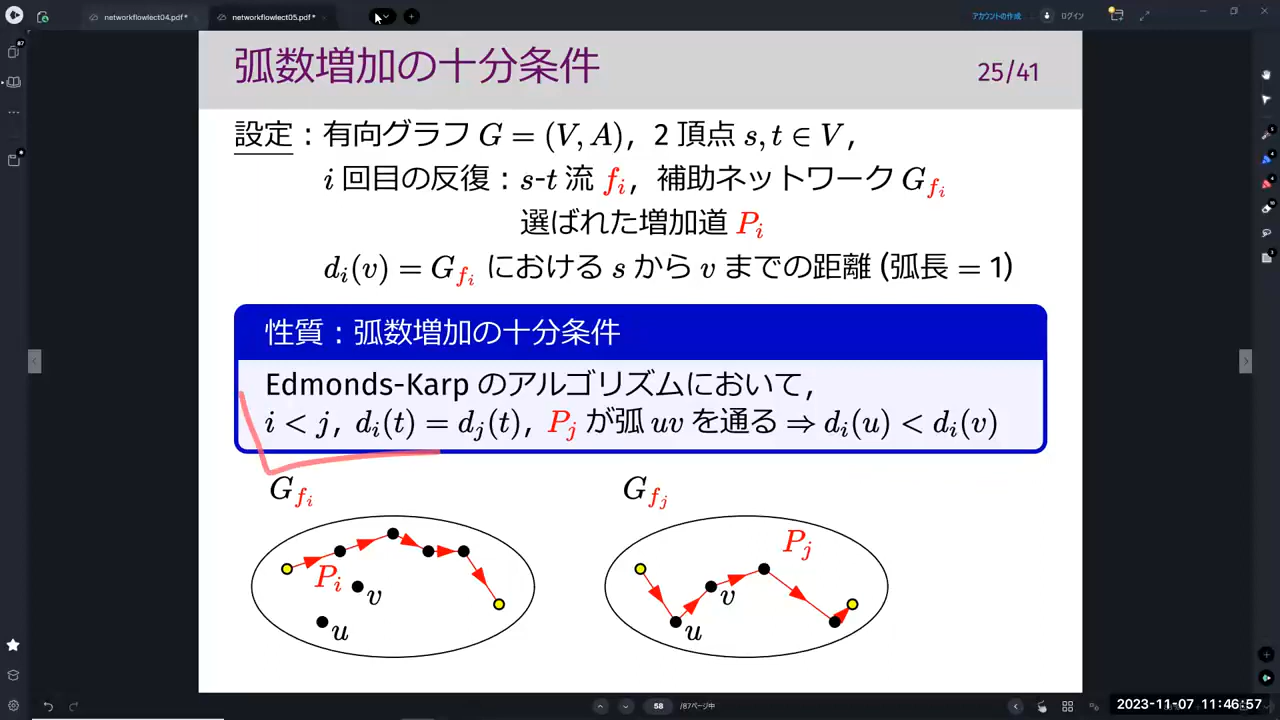 networkflowlect04.pdf*
networkflowlect05.pdf*
アカウントの作成
ログイン
弧数増加の十分条件
25/41
設定：有向グラフ G = (V, A)，2 頂点 s, t ∈ V，
i 回目の反復：s-t 流 f_i，補助ネットワーク G_{f_i}
選ばれた増加道 P_i
d_i(v) = G_{f_i} における s から v までの距離 (弧長 = 1)
性質：弧数増加の十分条件
Edmonds-Karp のアルゴリズムにおいて，
i < j, d_i(t) = d_j(t), P_j が弧 uv を通る ⇒ d_i(u) < d_i(v)
G_{f_i}
G_{f_j}
P_i
v
u
P_j
v
u
58 /87ページ中
2023-11-07 11:46:57